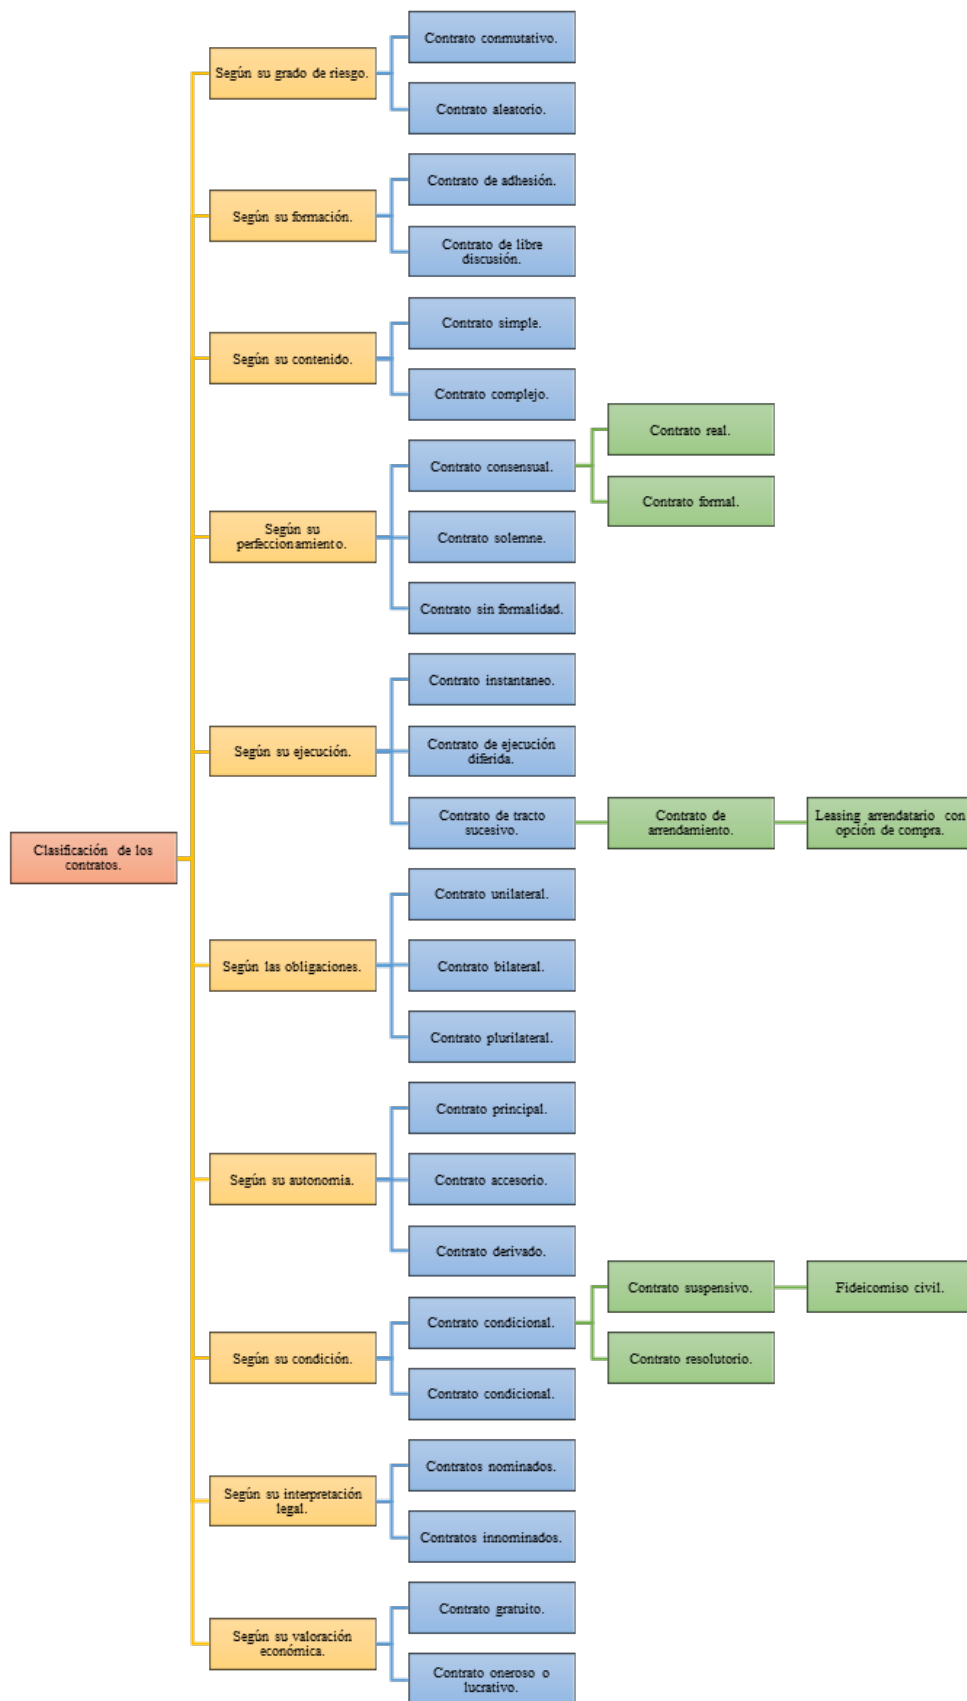 Clasificación de los
contratos.
Según su grado de riesgo.
Contrato conmutativo.
Contrato aleatorio.
Según su formación.
Contrato de adhesión.
Contrato de libre
discusión.
Según su contenido.
Contrato simple.
Contrato complejo.
Según su
perfeccionamiento.
Contrato consensual.
Contrato real.
Contrato formal.
Contrato solemne.
Contrato sin formalidad.
Según su ejecución.
Contrato instantaneo.
Contrato de ejecución
diferida.
Contrato de tracto
sucesivo.
Contrato de
arrendamiento.
Leasing arrendatario con
opción de compra.
Según las obligaciones.
Contrato unilateral.
Contrato bilateral.
Contrato plurilateral.
Según su autonomia.
Contrato principal.
Contrato accesorio.
Contrato derivado.
Según su condición.
Contrato condicional.
Contrato suspensivo.
Fideicomiso civil.
Contrato resolutorio.
Contrato condicional.
Según su interpretación
legal.
Contratos nominados.
Contratos innominados.
Según su valoración
económica.
Contrato gratuito.
Contrato oneroso o
lucrativo.